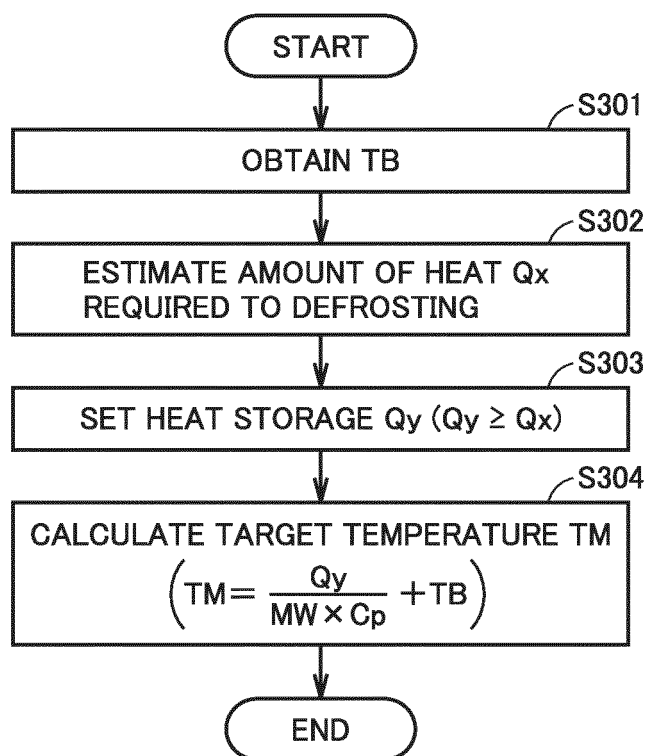 START
S301
OBTAIN TB
S302
ESTIMATE AMOUNT OF HEAT Qx
REQUIRED TO DEFROSTING
S303
SET HEAT STORAGE Qy (Qy ≥ Qx)
S304
CALCULATE TARGET TEMPERATURE TM
(TM = Qy / MW × Cp + TB)
END